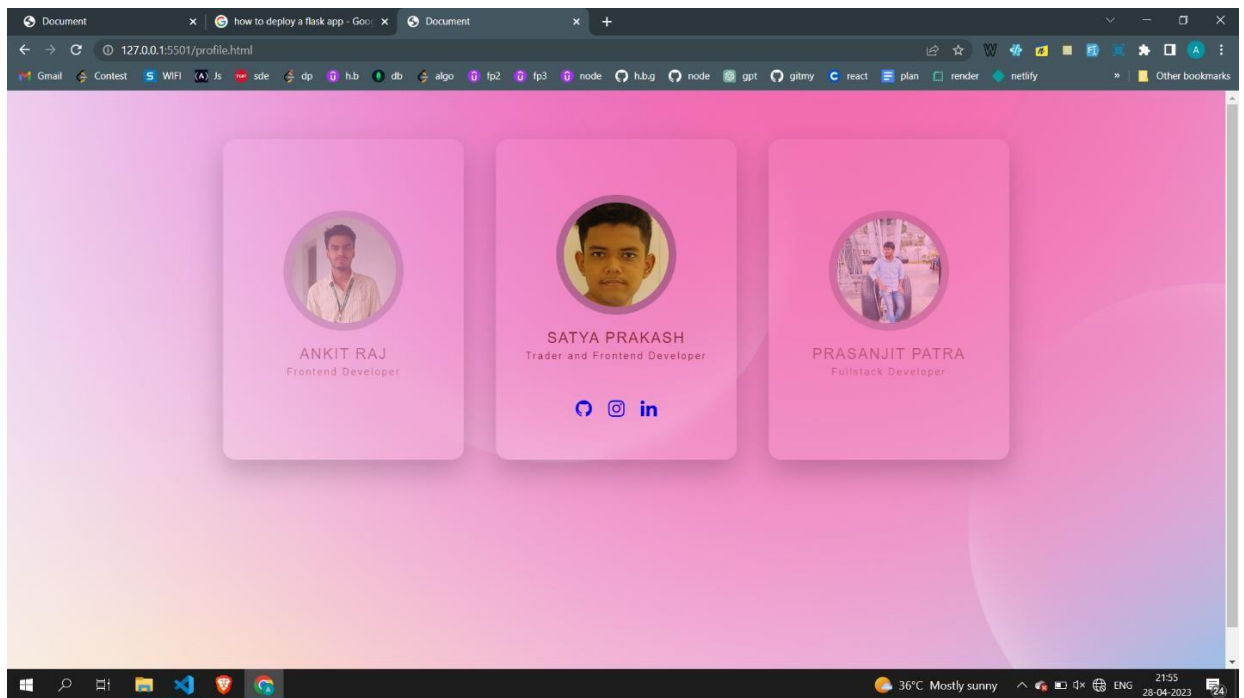 Document
how to deploy a flask app - Goo
Document
127.0.0.1:5501/profile.html
Gmail Contest S WIFI Js sde dp h.b db algo fp2 fp3 node h.b.g node gpt gitmy C react plan render netlify » Other bookmarks
ANKIT RAJ
Frontend Developer
SATYA PRAKASH
Trader and Frontend Developer
in
PRASANJIT PATRA
Fullstack Developer
36°C Mostly sunny
ENG
21:55
28-04-2023
24